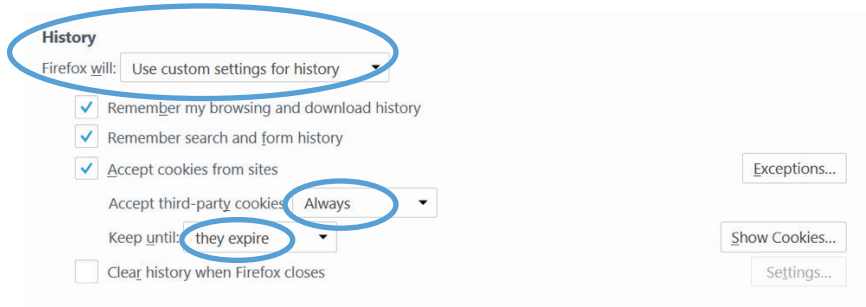 History
Firefox will: Use custom settings for history
Remember my browsing and download history
Remember search and form history
Accept cookies from sites Exceptions...
Accept third-party cookies Always
Keep until: they expire Show Cookies...
Clear history when Firefox closes Settings...